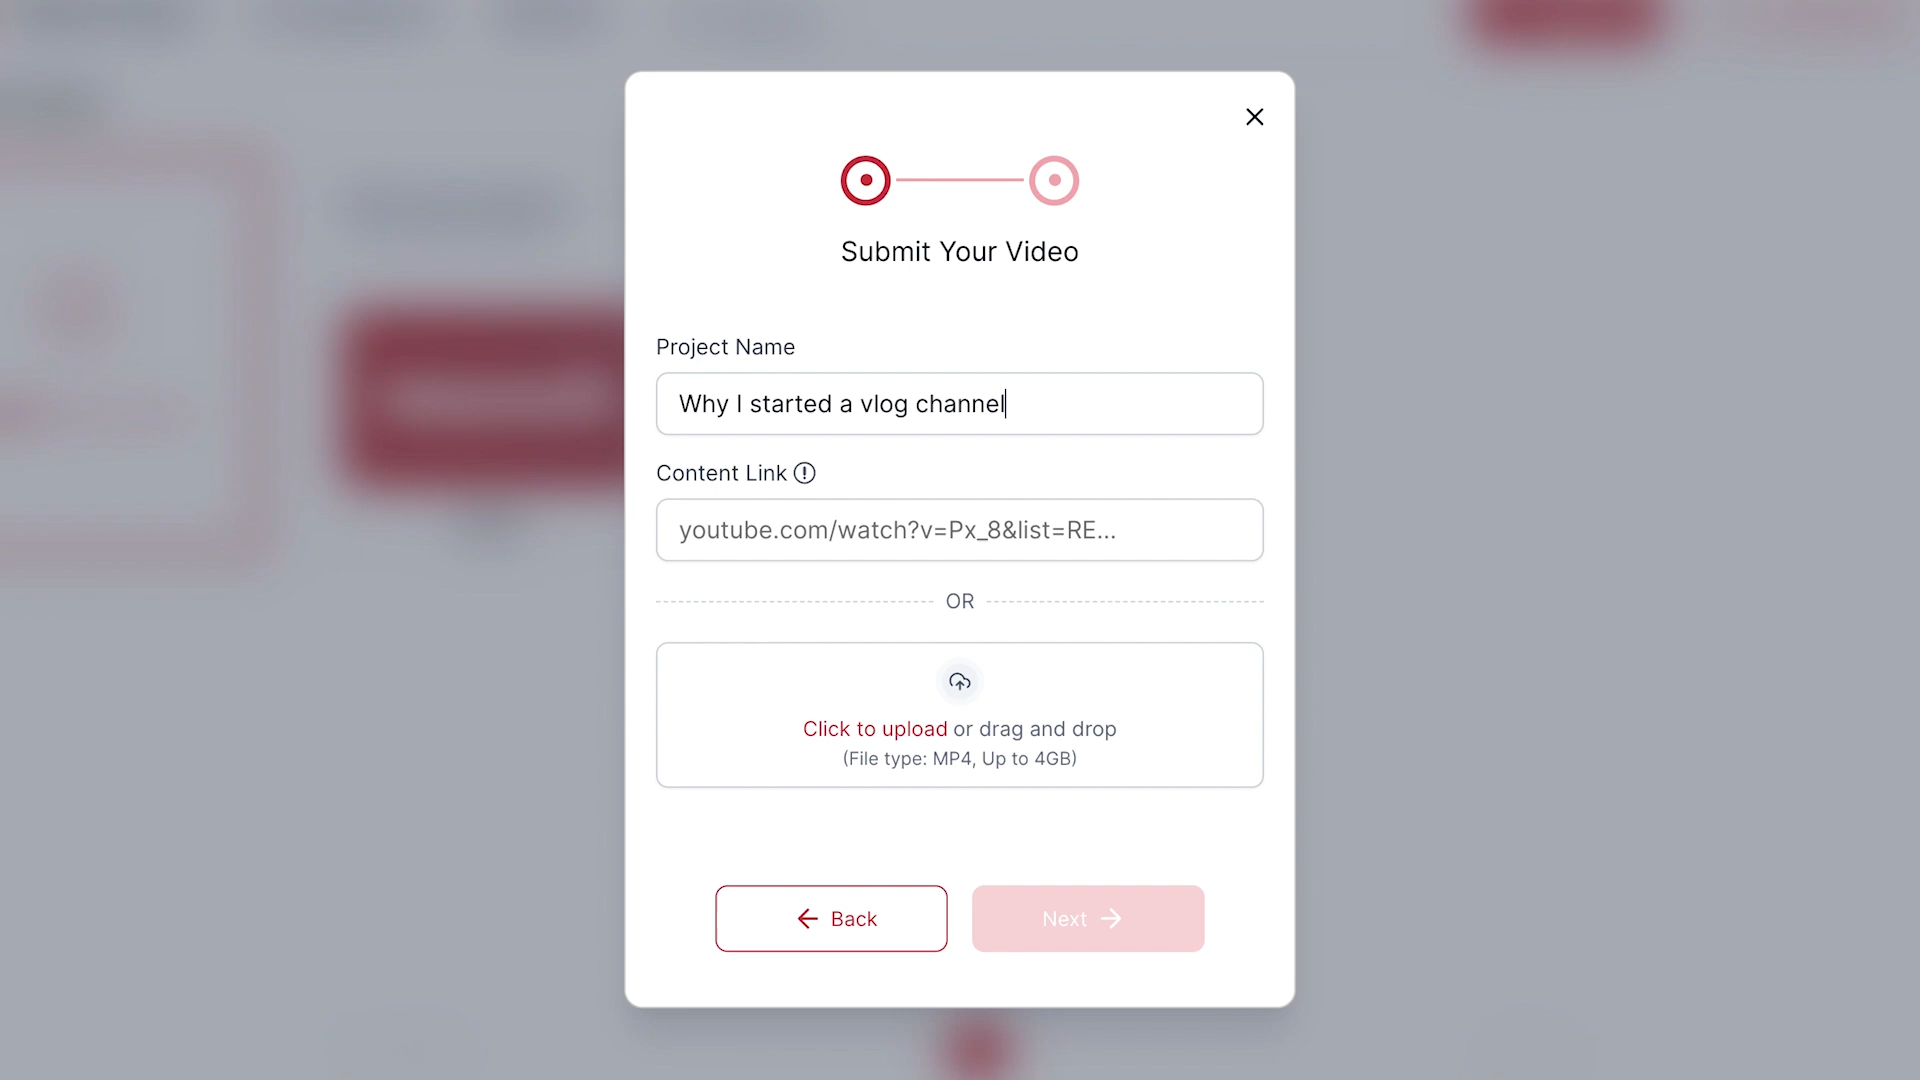 Submit Your Video
Project Name
Why I started a vlog channel
Content Link
youtube.com/watch?v=Px_8&list=RE...
OR
Click to upload or drag and drop
(File type: MP4, Up to 4GB)
Back
Next